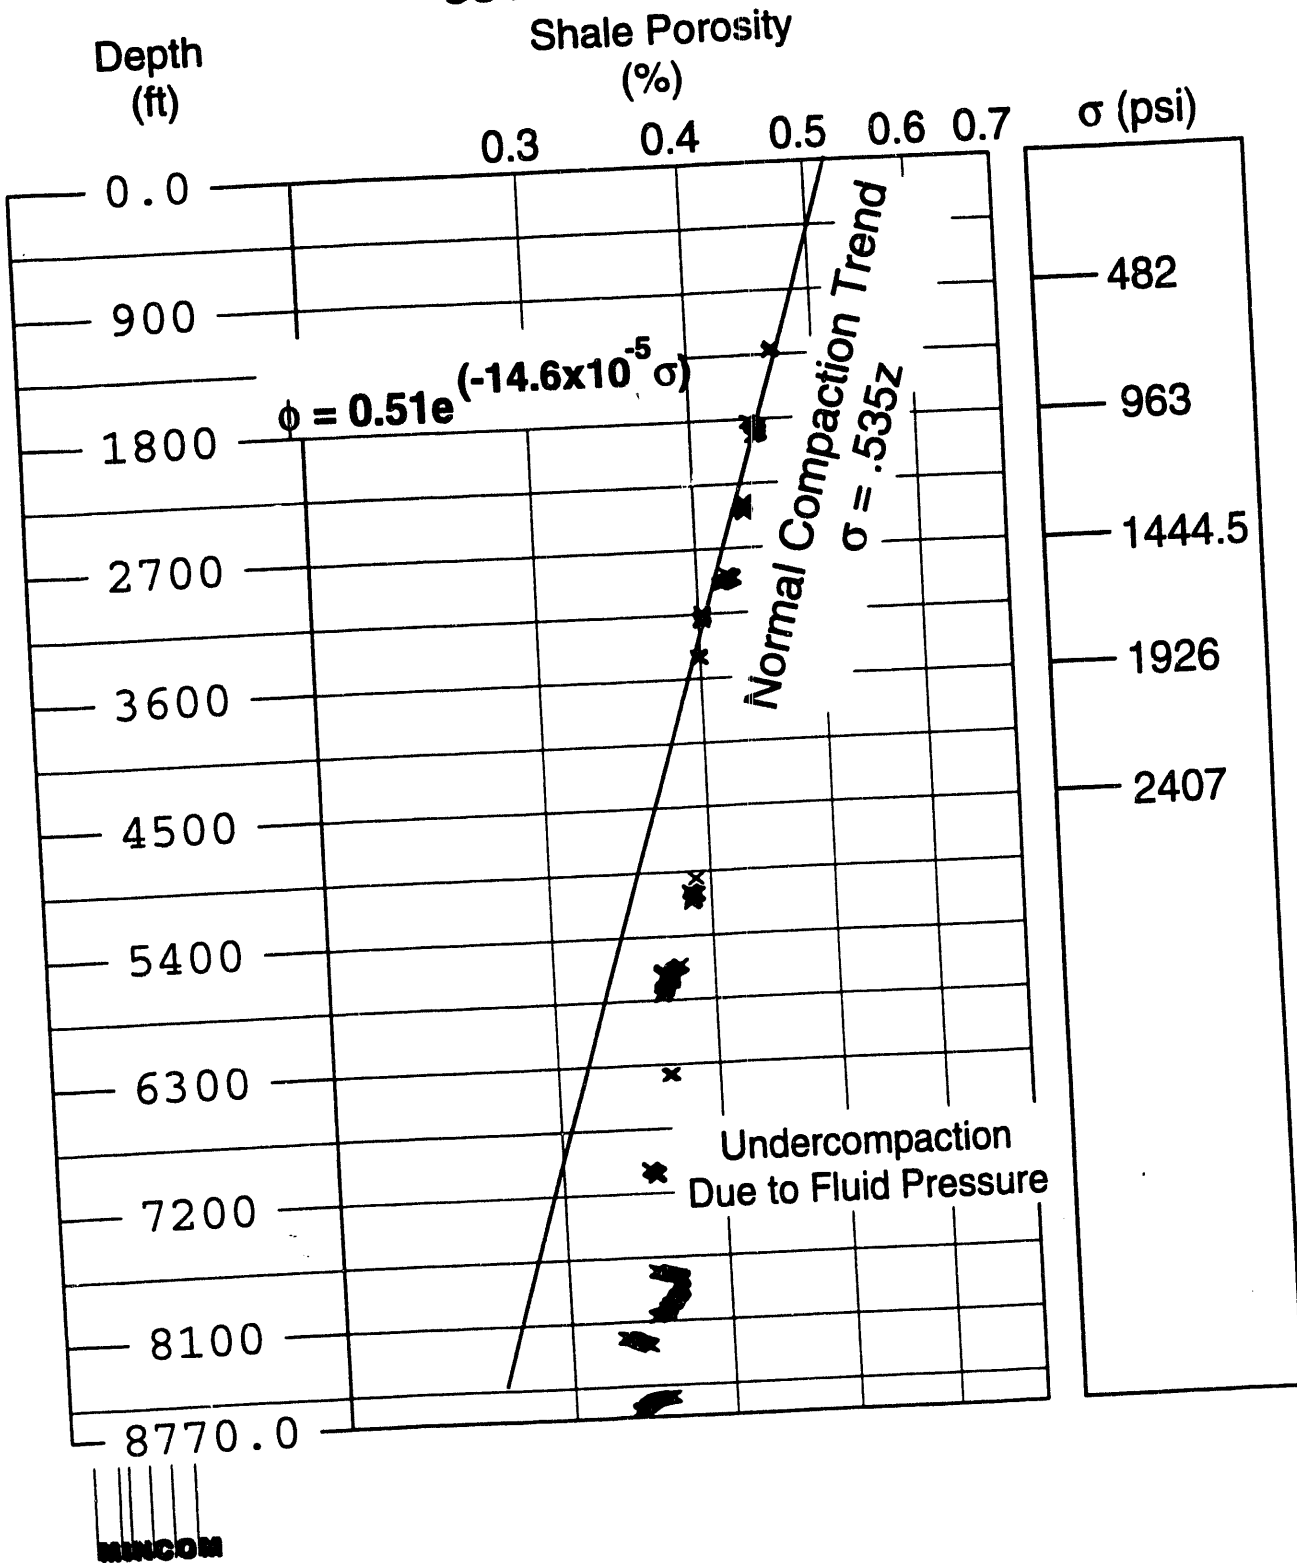 Shale Porosity
(%)
Depth
(ft)
0.3 0.4 0.5 0.6 0.7
σ (psi)
0.0
900
1800
2700
3600
4500
5400
6300
7200
8100
8770.0
ϕ = 0.51e^(-14.6x10^-5 σ)
Normal Compaction Trend
σ = .535z
482
963
1444.5
1926
2407
Undercompaction
Due to Fluid Pressure
MINCOM